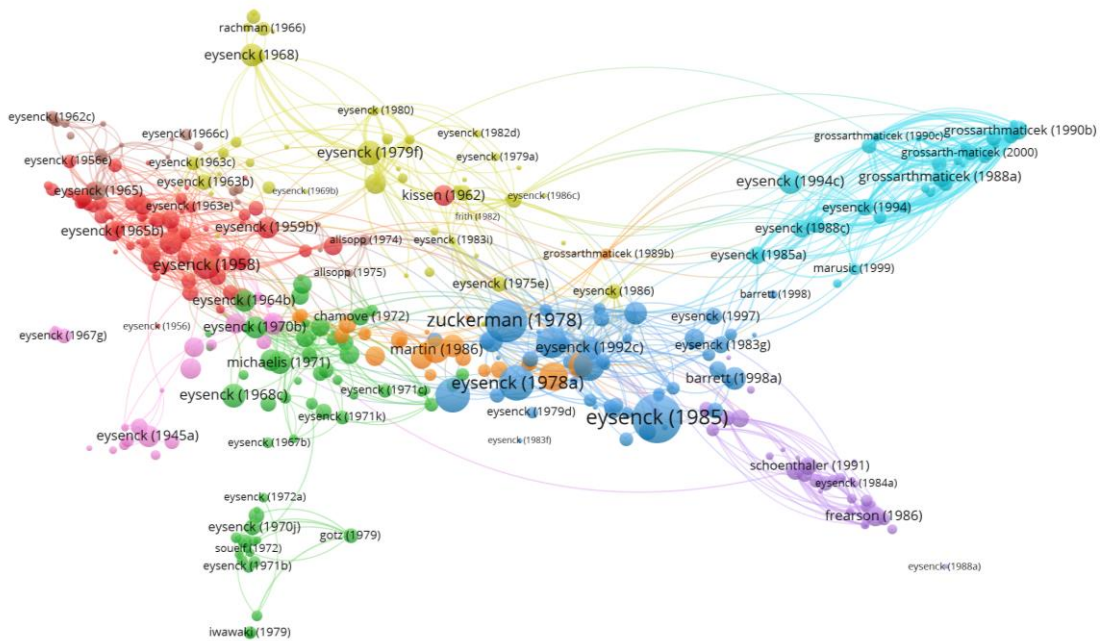 rachman (1966)
eysenck (1968)
eysenck (1962c)
eysenck (1980)
eysenck (1966c)
eysenck (1982d)
grossarthmaticek (1990c)
grossarthmaticek (1990b)
eysenck (1956e)
eysenck (1963c)
eysenck (1979f)
eysenck (1979a)
grossarth-maticek (2000)
eysenck (1965)
eysenck (1963b)
eysenck (1969b)
kissen (1962)
eysenck (1986c)
eysenck (1994c)
grossarthmaticek (1988a)
eysenck (1963e)
frith (1982)
eysenck (1994)
eysenck (1965b)
eysenck (1959b)
allsopp (1974)
eysenck (1983i)
eysenck (1988c)
eysenck (1958)
allsopp (1975)
grossarthmaticek (1989b)
eysenck (1985a)
marusic (1999)
eysenck (1975e)
eysenck (1986)
barrett (1998)
eysenck (1964b)
eysenck (1967g)
eysenck (1956)
eysenck (1970b)
chamove (1972)
zuckerman (1978)
eysenck (1997)
michaelis (1971)
martin (1986)
eysenck (1992c)
eysenck (1983g)
eysenck (1968c)
eysenck (1971c)
eysenck (1978a)
barrett (1998a)
eysenck (1971k)
eysenck (1979d)
eysenck (1985)
eysenck (1945a)
eysenck (1967b)
eysenck (1983f)
schoenthaler (1991)
eysenck (1984a)
eysenck (1972a)
eysenck (1970j)
gotz (1979)
frearson (1986)
soueif (1972)
eysenck (1971b)
eysenck (1988a)
iwawaki (1979)